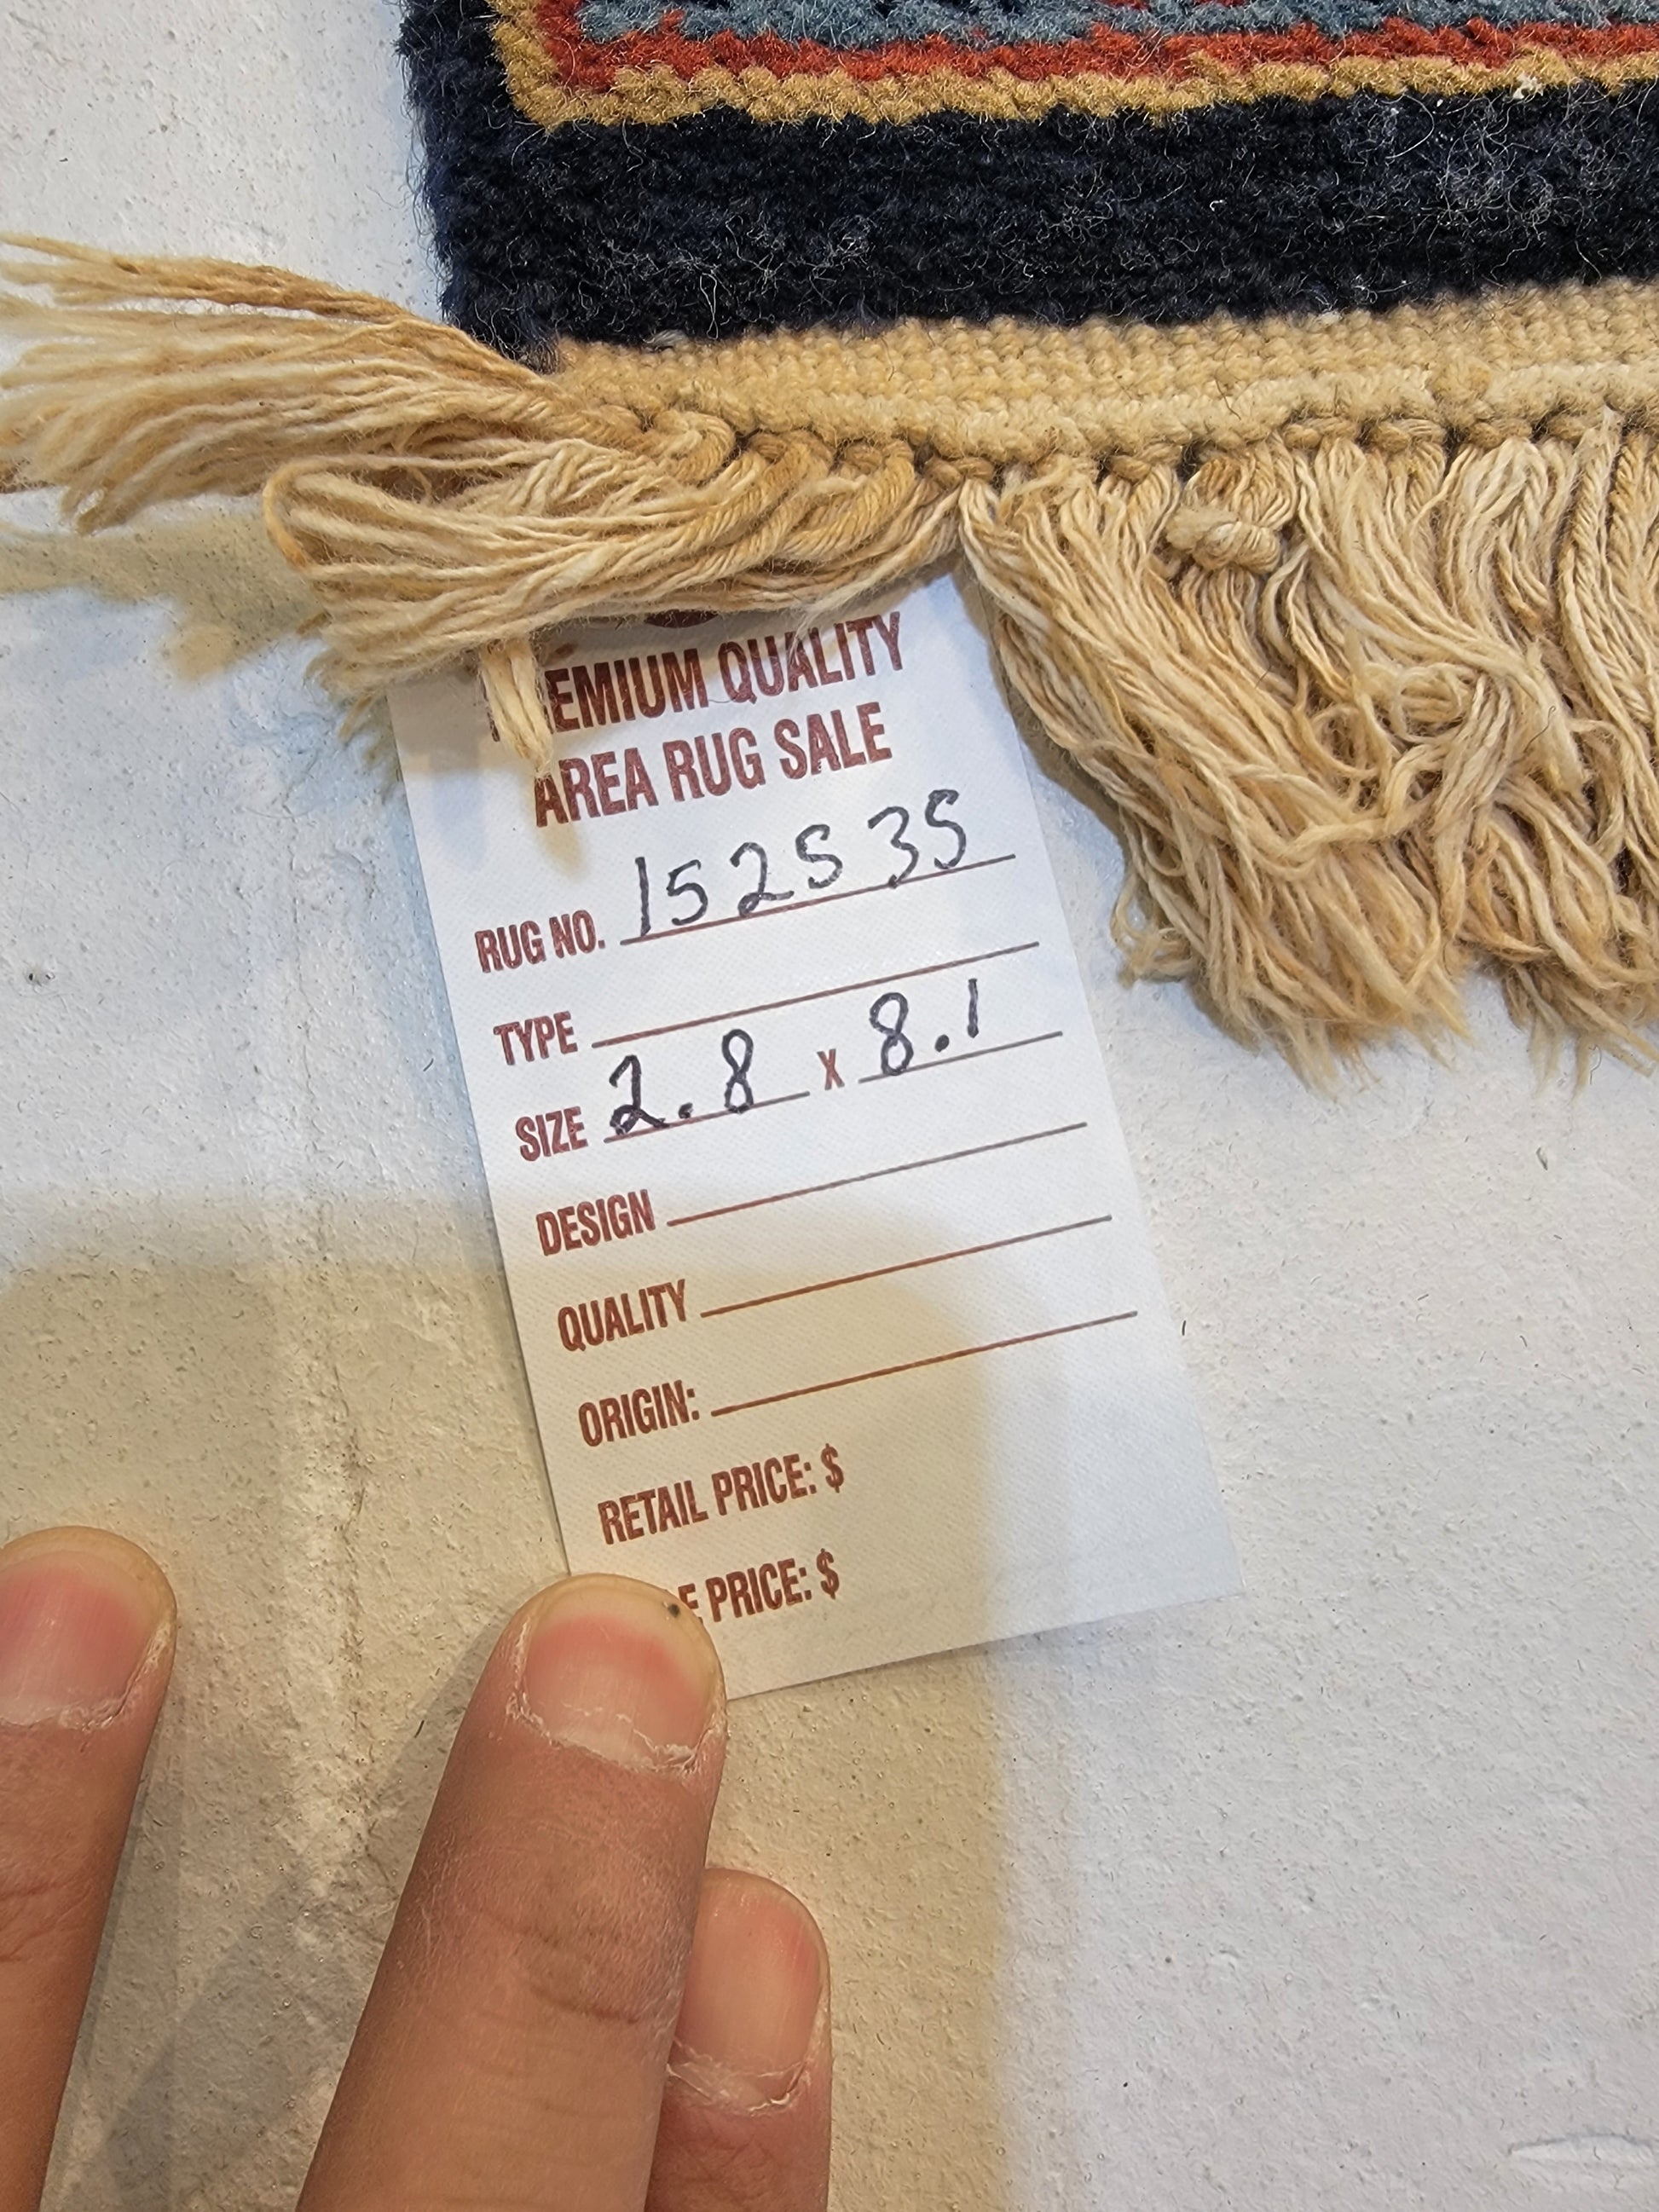 PREMIUM QUALITY
AREA RUG SALE
RUG NO. 152535
TYPE
SIZE 2.8 X 8.1
DESIGN
QUALITY
ORIGIN:
RETAIL PRICE: $
PRICE: $